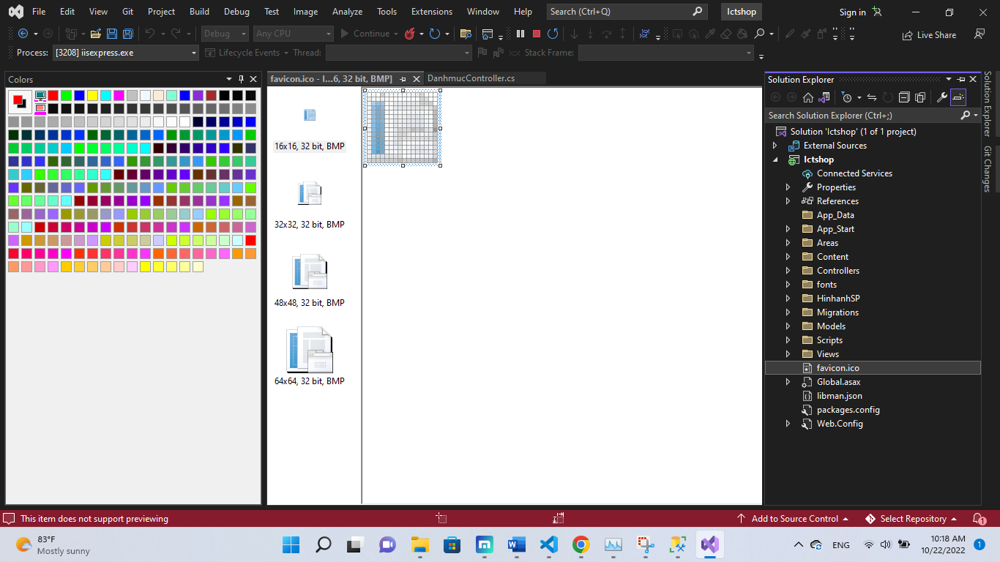 File Edit View Git Project Build Debug Test Image Analyze Tools Extensions Window Help Search (Ctrl+Q) lctshop Sign in
Debug Any CPU Continue Live Share
Process: [3208] iisexpress.exe Lifecycle Events Thread: Stack Frame:
Colors
favicon.ico - I...6, 32 bit, BMP] DanhmucController.cs
16x16, 32 bit, BMP
32x32, 32 bit, BMP
48x48, 32 bit, BMP
64x64, 32 bit, BMP
Solution Explorer
Search Solution Explorer (Ctrl+;)
Solution 'lctshop' (1 of 1 project)
External Sources
lctshop
Connected Services
Properties
References
App_Data
App_Start
Areas
Content
Controllers
fonts
HinhanhSP
Migrations
Models
Scripts
Views
favicon.ico
Global.asax
libman.json
packages.config
Web.Config
Solution Explorer
Git Changes
This item does not support previewing Add to Source Control Select Repository 1
83°F
Mostly sunny
ENG
10:18 AM
10/22/2022
1